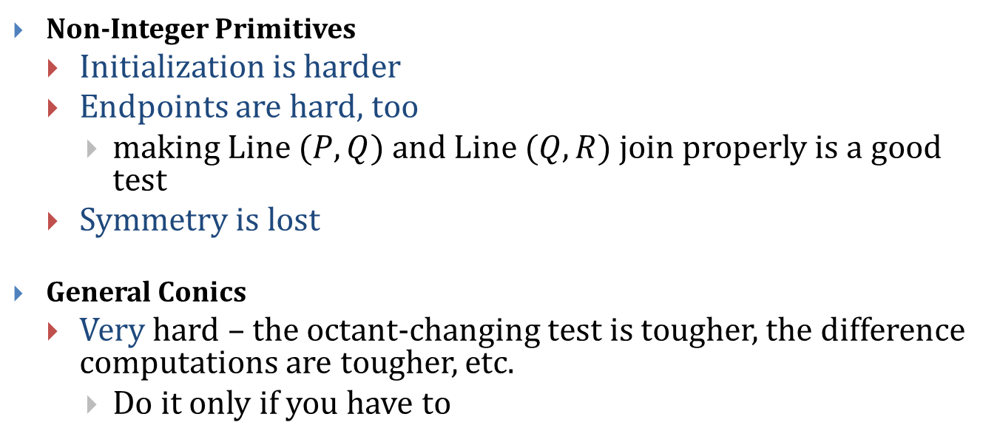 Non-Integer Primitives
Initialization is harder
Endpoints are hard, too
making Line (P, Q) and Line (Q, R) join properly is a good
test
Symmetry is lost
General Conics
Very hard – the octant-changing test is tougher, the difference
computations are tougher, etc.
Do it only if you have to